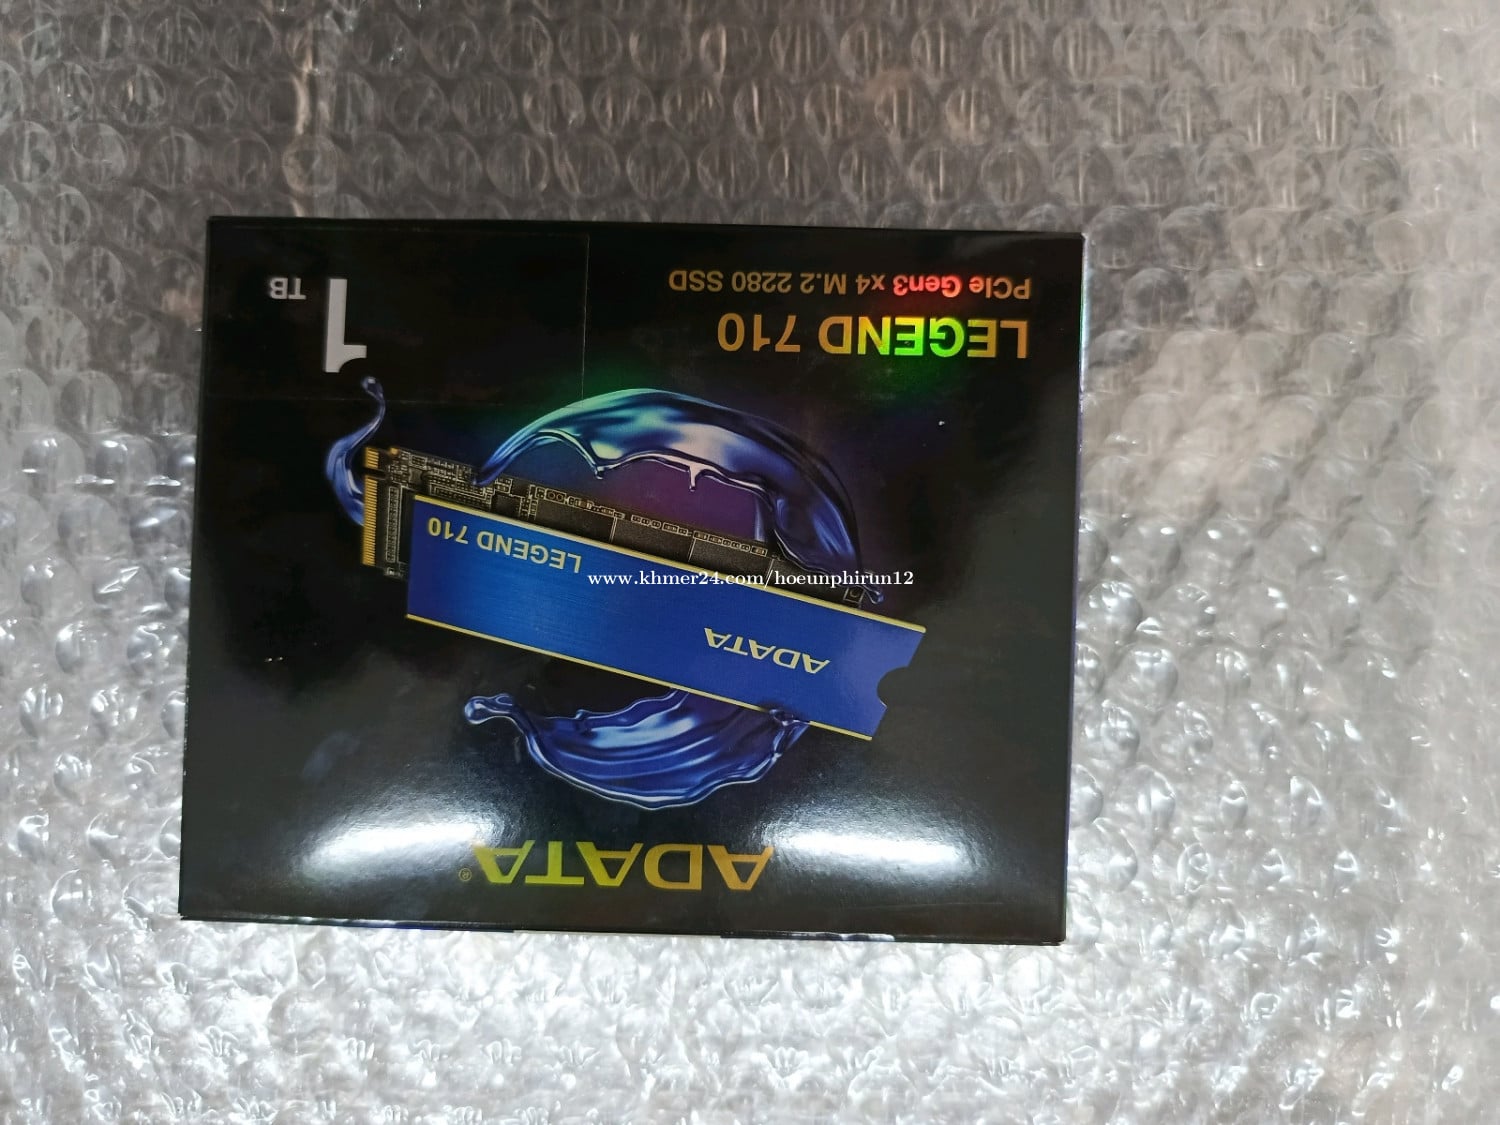 ADATA®
ADATA
LEGEND 710
LEGEND 710
PCIe Gen3 x4 M.2 2280 SSD
1
TB
www.khmer24.com/hoeunphirun12